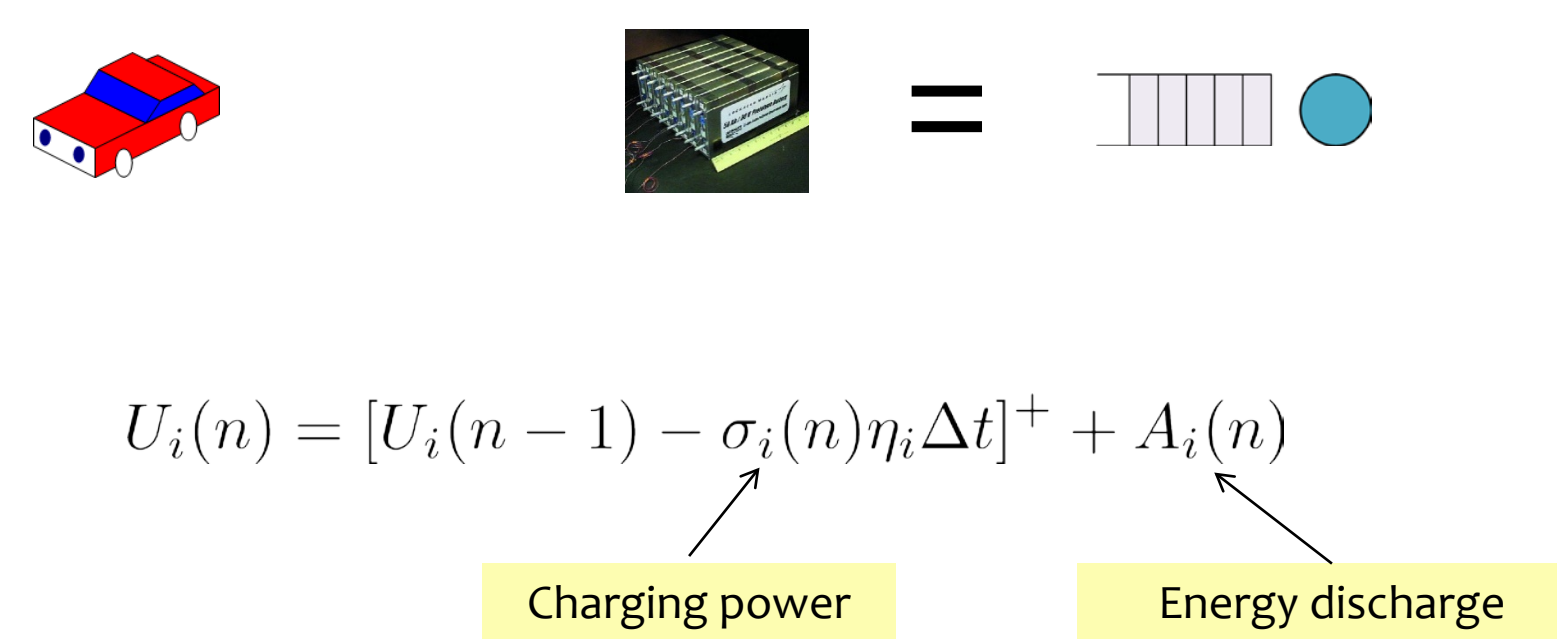 U_i(n) = [U_i(n − 1) − σ_i(n)η_iΔt]^+ + A_i(n)
Charging power
Energy discharge